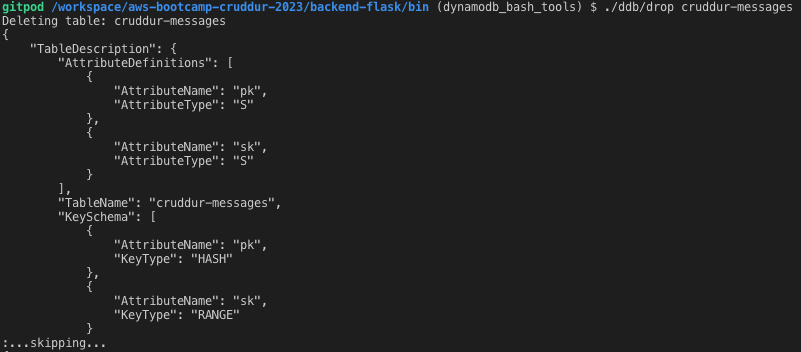 gitpod /workspace/aws-bootcamp-cruddur-2023/backend-flask/bin (dynamodb_bash_tools) $ ./ddb/drop cruddur-messages
Deleting table: cruddur-messages
{
    "TableDescription": {
        "AttributeDefinitions": [
            {
                "AttributeName": "pk",
                "AttributeType": "S"
            },
            {
                "AttributeName": "sk",
                "AttributeType": "S"
            }
        ],
        "TableName": "cruddur-messages",
        "KeySchema": [
            {
                "AttributeName": "pk",
                "KeyType": "HASH"
            },
            {
                "AttributeName": "sk",
                "KeyType": "RANGE"
            }
:...skipping...